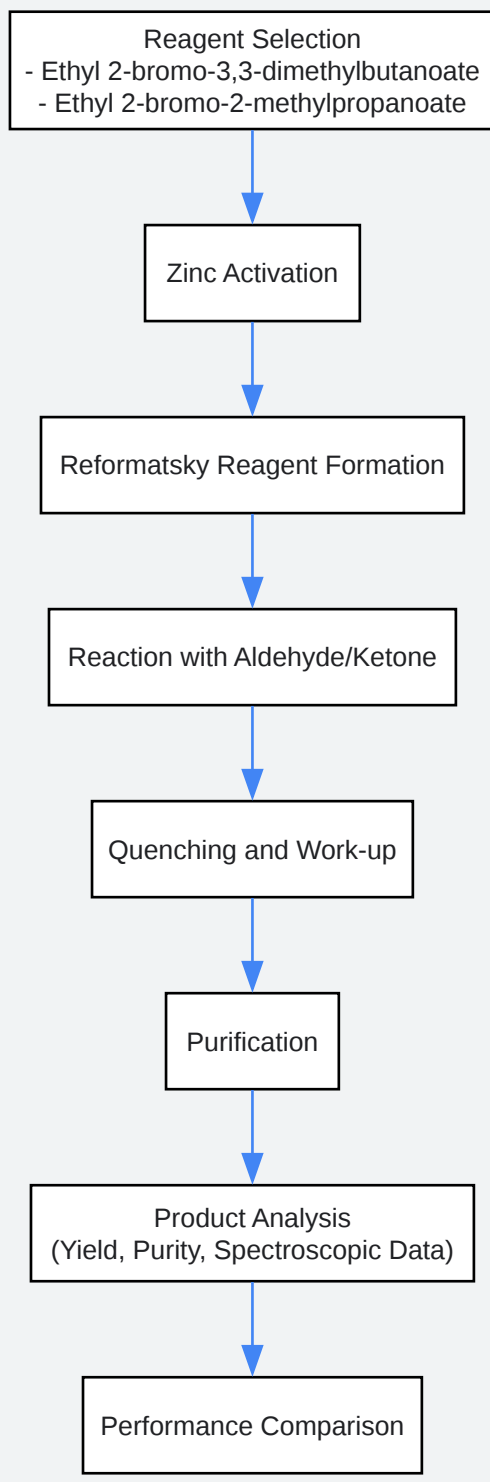 Reagent Selection
- Ethyl 2-bromo-3,3-dimethylbutanoate
- Ethyl 2-bromo-2-methylpropanoate
Zinc Activation
Reformatsky Reagent Formation
Reaction with Aldehyde/Ketone
Quenching and Work-up
Purification
Product Analysis
(Yield, Purity, Spectroscopic Data)
Performance Comparison